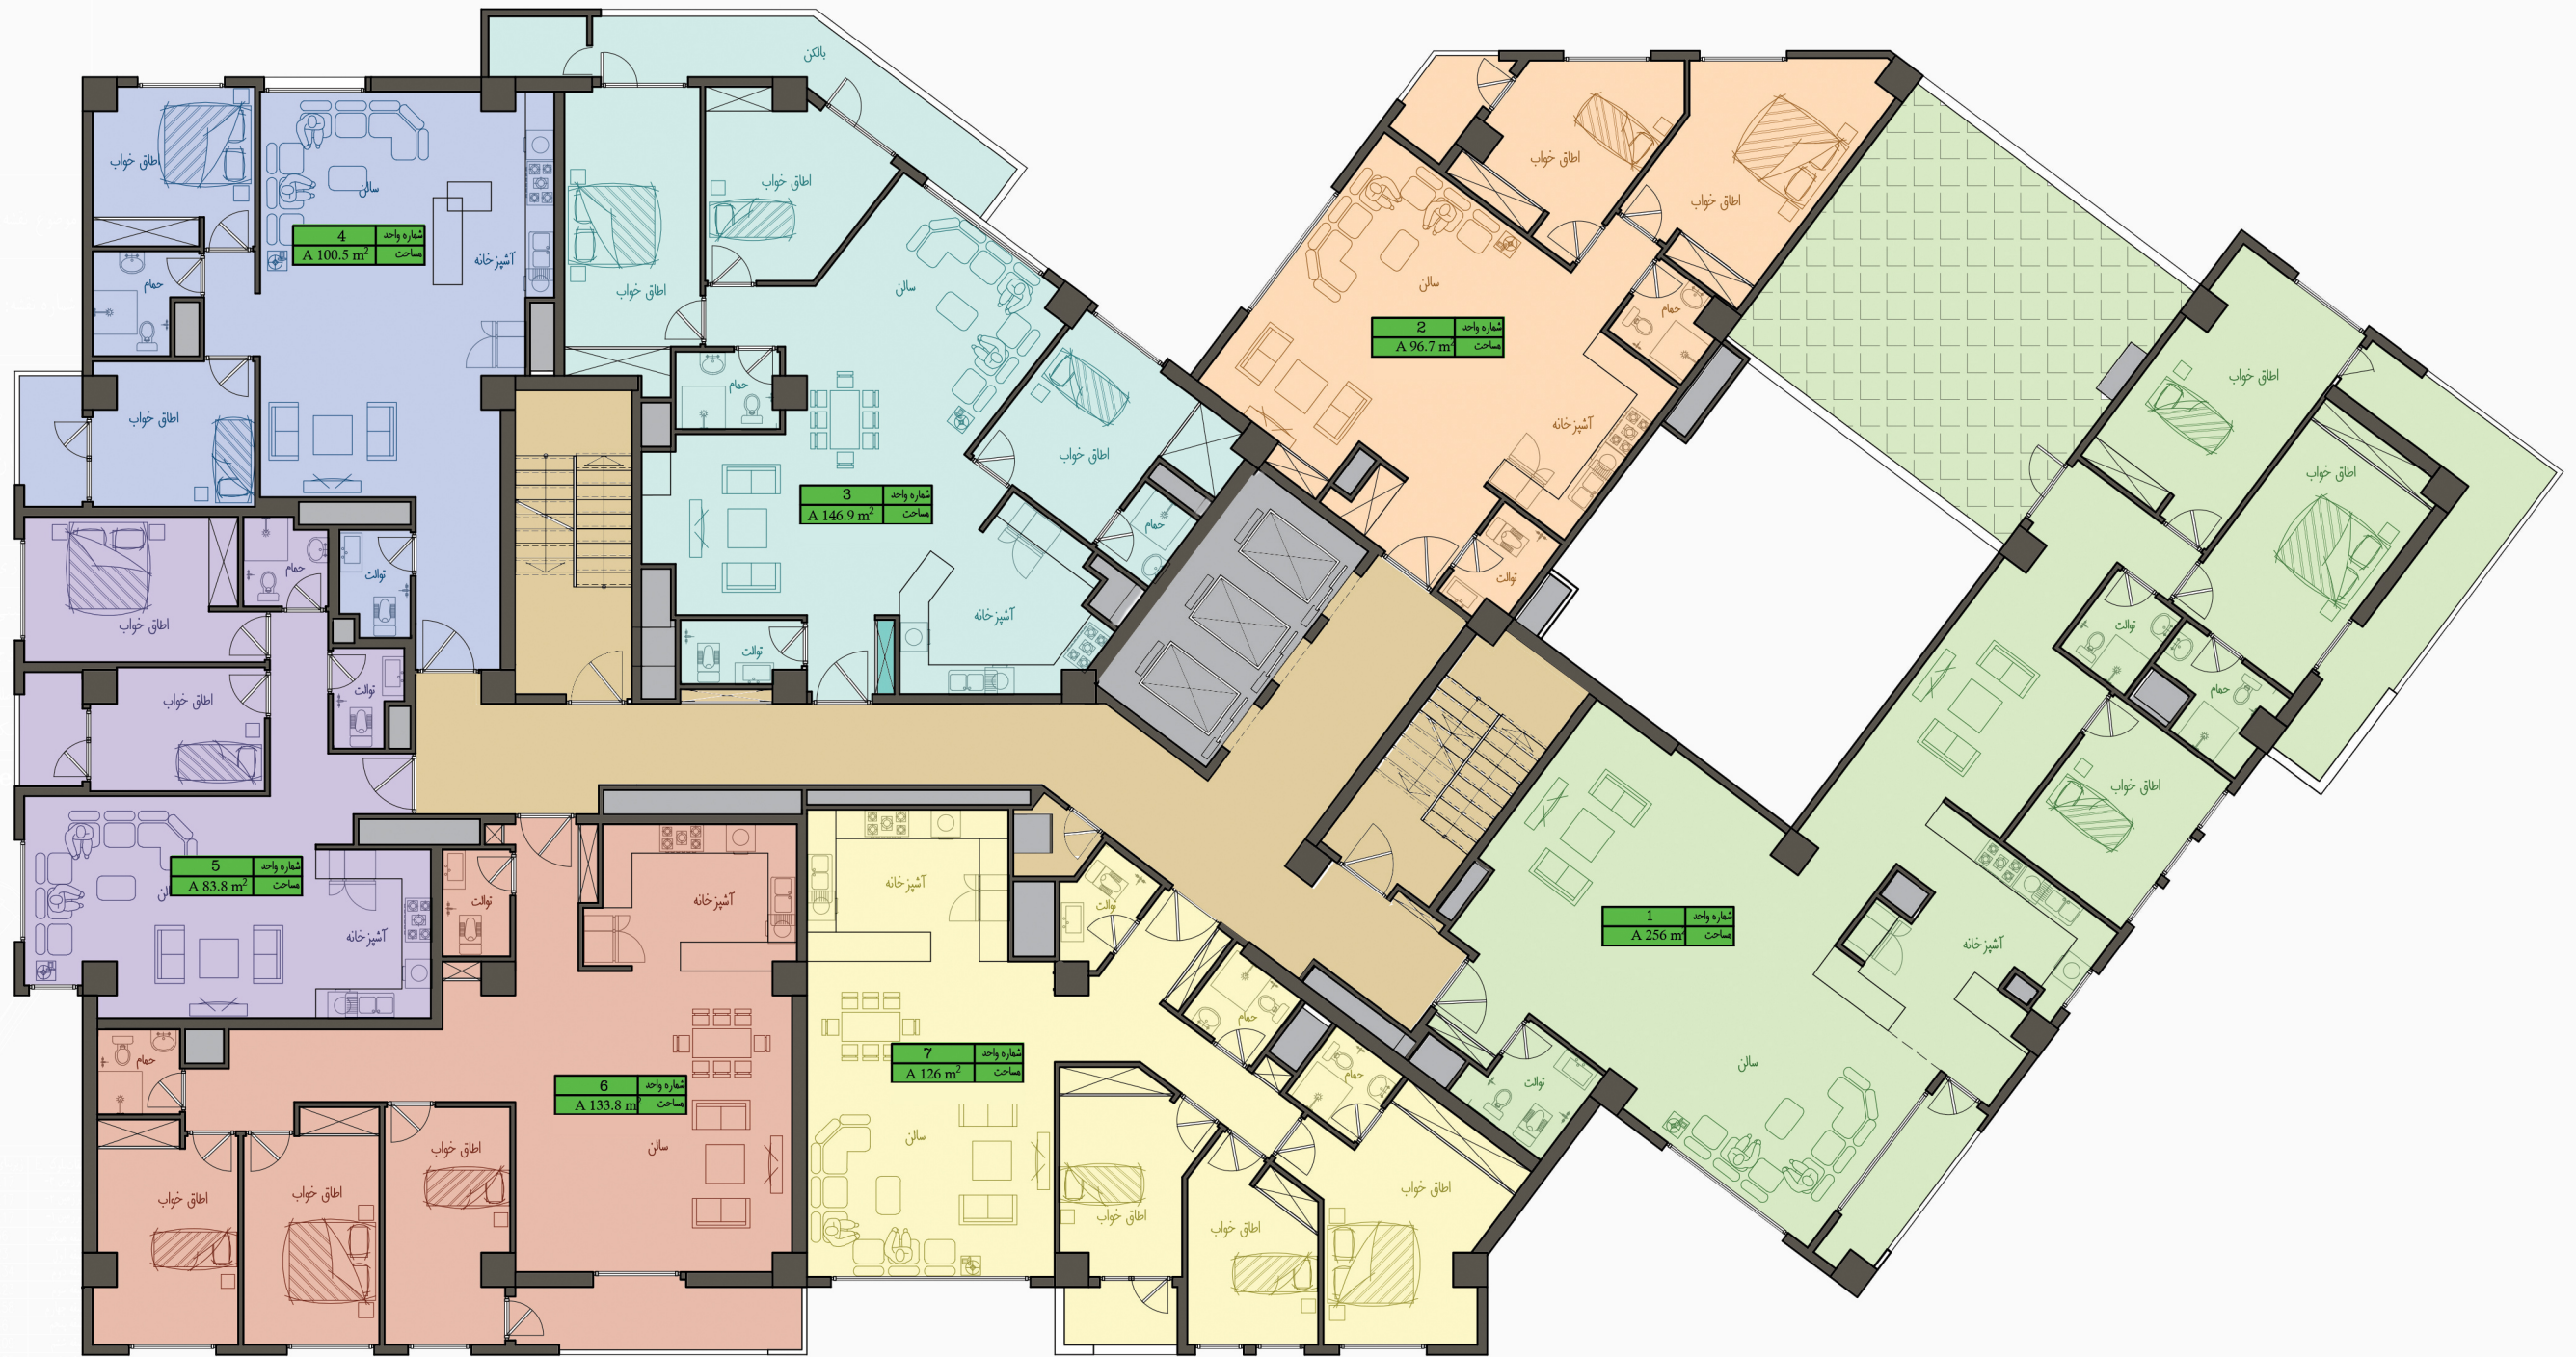 بالکن
اطاق خواب
سالن
شماره واحد 4
مساحت A 100.5 m²
آشپزخانه
حمام
اطاق خواب
توالت
اطاق خواب
اطاق خواب
سالن
حمام
شماره واحد 3
مساحت A 146.9 m²
اطاق خواب
حمام
آشپزخانه
توالت
اطاق خواب
اطاق خواب
سالن
حمام
شماره واحد 2
مساحت A 96.7 m²
آشپزخانه
توالت
اطاق خواب
اطاق خواب
توالت
حمام
اطاق خواب
شماره واحد 1
مساحت A 256 m²
آشپزخانه
سالن
توالت
حمام
اطاق خواب
توالت
اطاق خواب
شماره واحد 5
مساحت A 83.8 m²
آشپزخانه
توالت
آشپزخانه
حمام
شماره واحد 6
مساحت A 133.8 m²
سالن
اطاق خواب
اطاق خواب
اطاق خواب
آشپزخانه
توالت
حمام
شماره واحد 7
مساحت A 126 m²
حمام
سالن
اطاق خواب
اطاق خواب
اطاق خواب